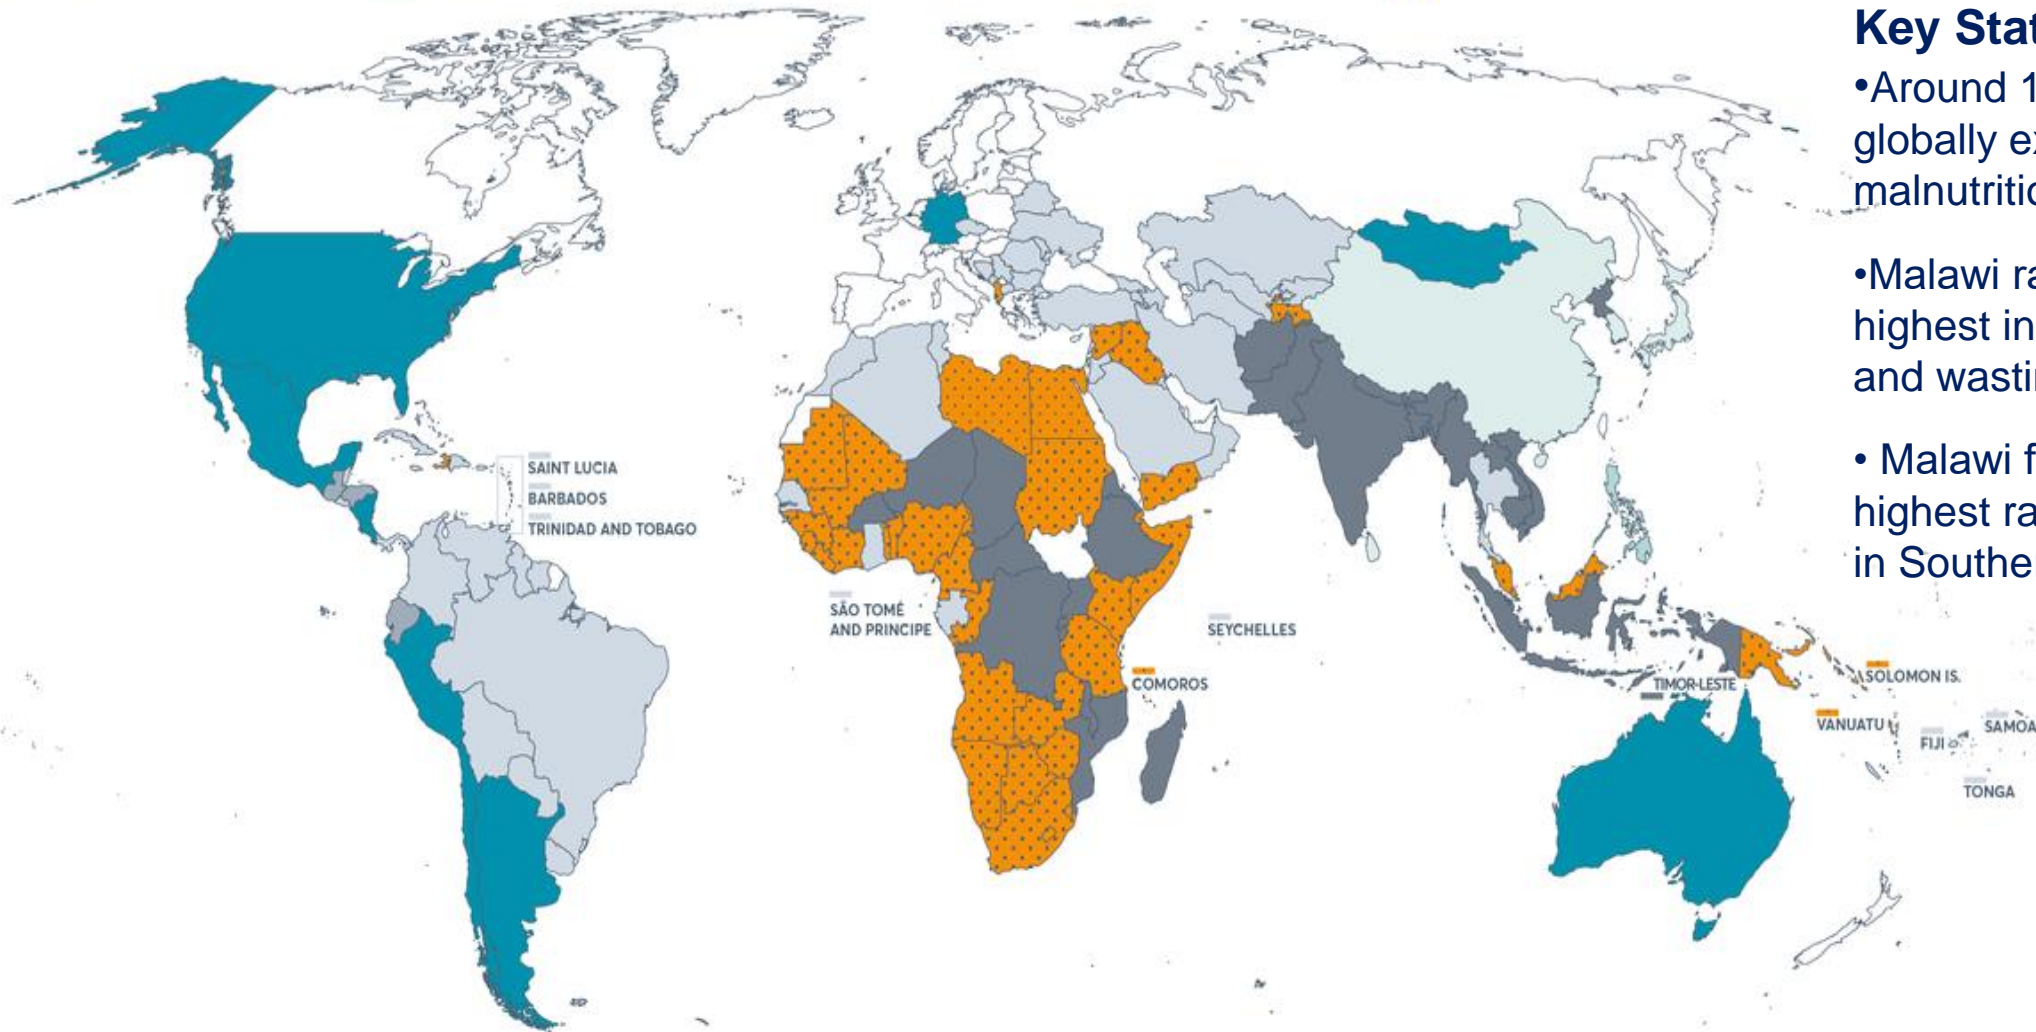 Key Stat
•Around 1
globally ex
malnutritio
•Malawi ra
highest in
and wastin
• Malawi f
highest ra
in Southe
SAINT LUCIA
BARBADOS
TRINIDAD AND TOBAGO
SÃO TOMÉ
AND PRINCIPE
SEYCHELLES
COMOROS
TIMOR-LESTE
SOLOMON IS.
VANUATU
FIJI
SAMOA
TONGA